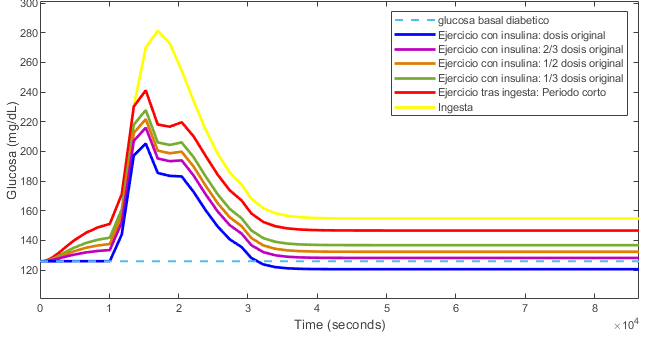 300
280
260
240
220
200
180
160
140
120
Glucosa (mg/dL)
glucosa basal diabetico
Ejercicio con insulina: dosis original
Ejercicio con insulina: 2/3 dosis original
Ejercicio con insulina: 1/2 dosis original
Ejercicio con insulina: 1/3 dosis original
Ejercicio tras ingesta: Periodo corto
Ingesta
0 1 2 3 4 5 6 7 8
Time (seconds)
×10⁴